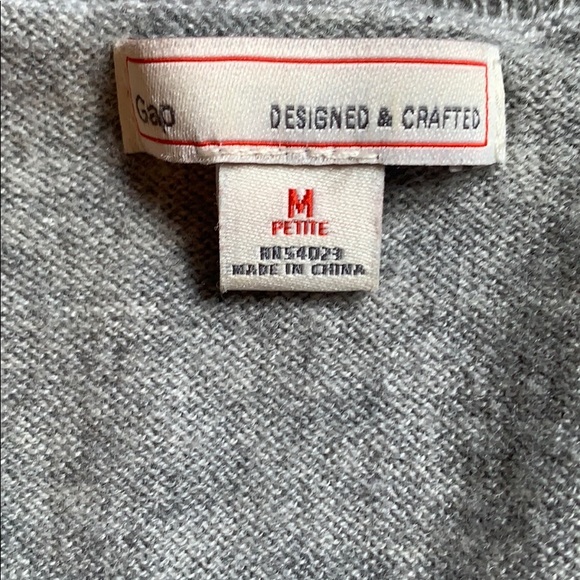 Gap DESIGNED & CRAFTED
M
PETITE
RN54023
MADE IN CHINA